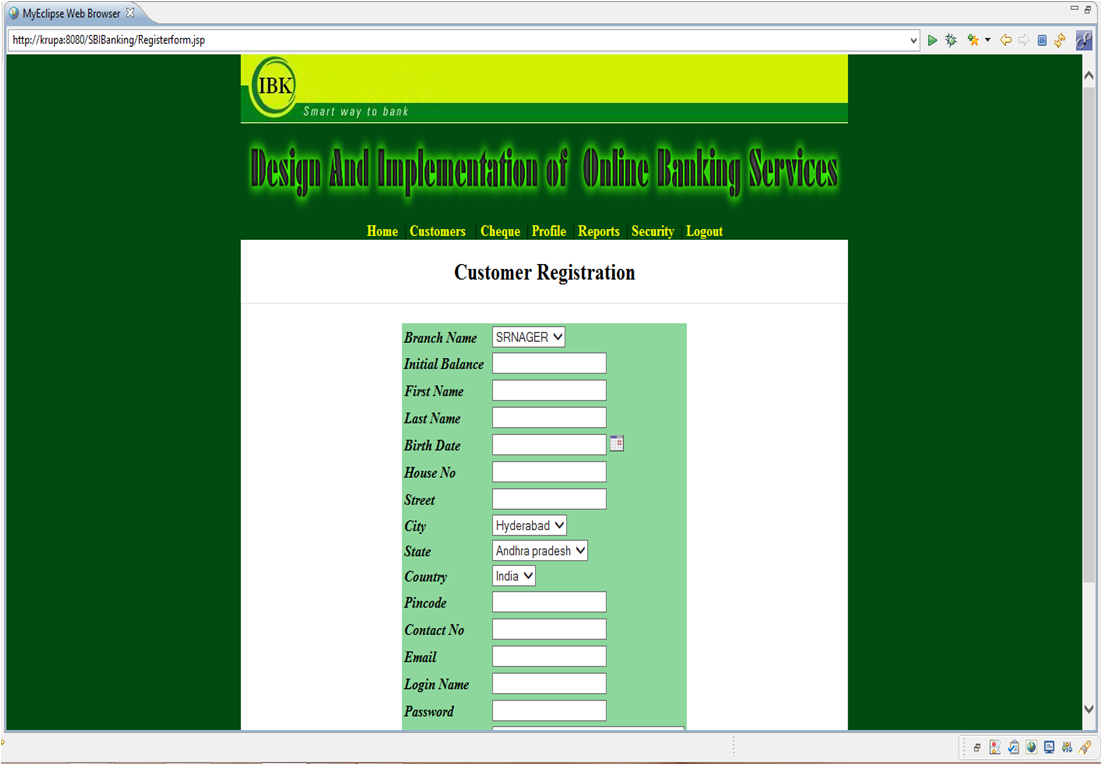 MyEclipse Web Browser
http://krupa:8080/SBIBanking/Registerform.jsp
IBK
Smart way to bank
Design And Implementation of Online Banking Services
Home Customers Cheque Profile Reports Security Logout
Customer Registration
Branch Name SRNAGER
Initial Balance
First Name
Last Name
Birth Date
House No
Street
City Hyderabad
State Andhra pradesh
Country India
Pincode
Contact No
Email
Login Name
Password